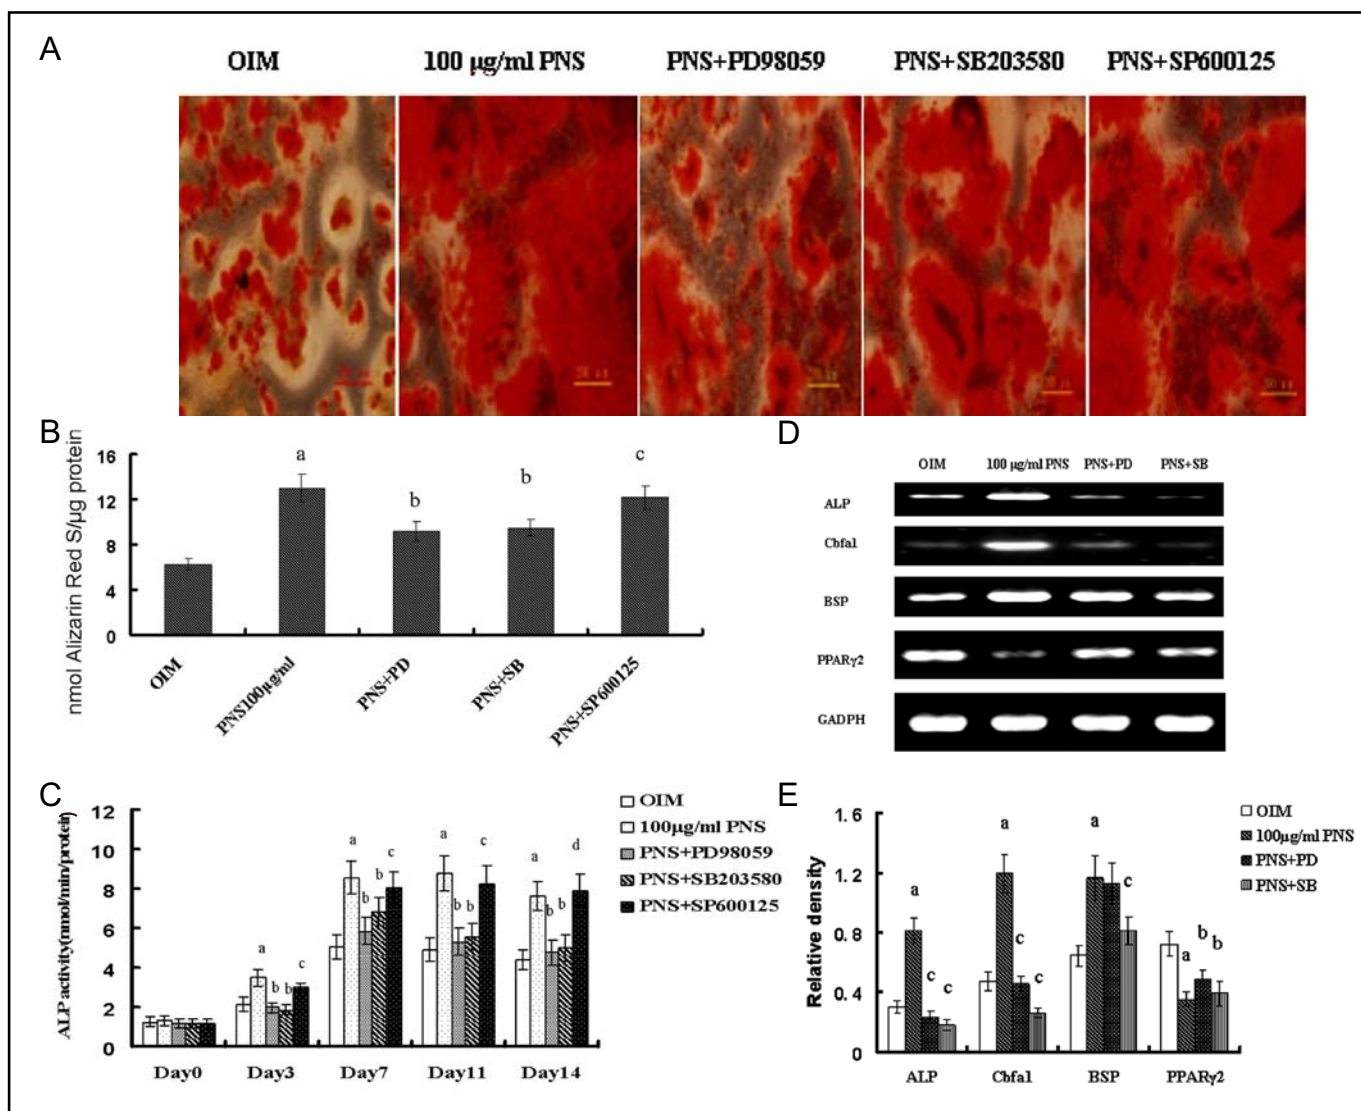 A
OIM 100 µg/ml PNS PNS+PD98059 PNS+SB203580 PNS+SP600125
B
nmol Alizarin Red S/µg protein
16
12
8
4
0
a
b
b
c
OIM
PNS100µg/ml
PNS+PD
PNS+SB
PNS+SP600125
D
OIM 100 µg/ml PNS PNS+PD PNS+SB
ALP
Cbfa1
BSP
PPARγ2
GADPH
C
ALP activity(nmol/min/protein)
12
10
8
6
4
2
0
a b b c
a b b c
a b b c
a b b d
Day0 Day3 Day7 Day11 Day14
OIM
100µg/ml PNS
PNS+PD98059
PNS+SB203580
PNS+SP600125
E
Relative density
1.6
1.2
0.8
0.4
0
a c c
a c c
a c
a b b
ALP Cbfa1 BSP PPARγ2
OIM
100µg/ml PNS
PNS+PD
PNS+SB